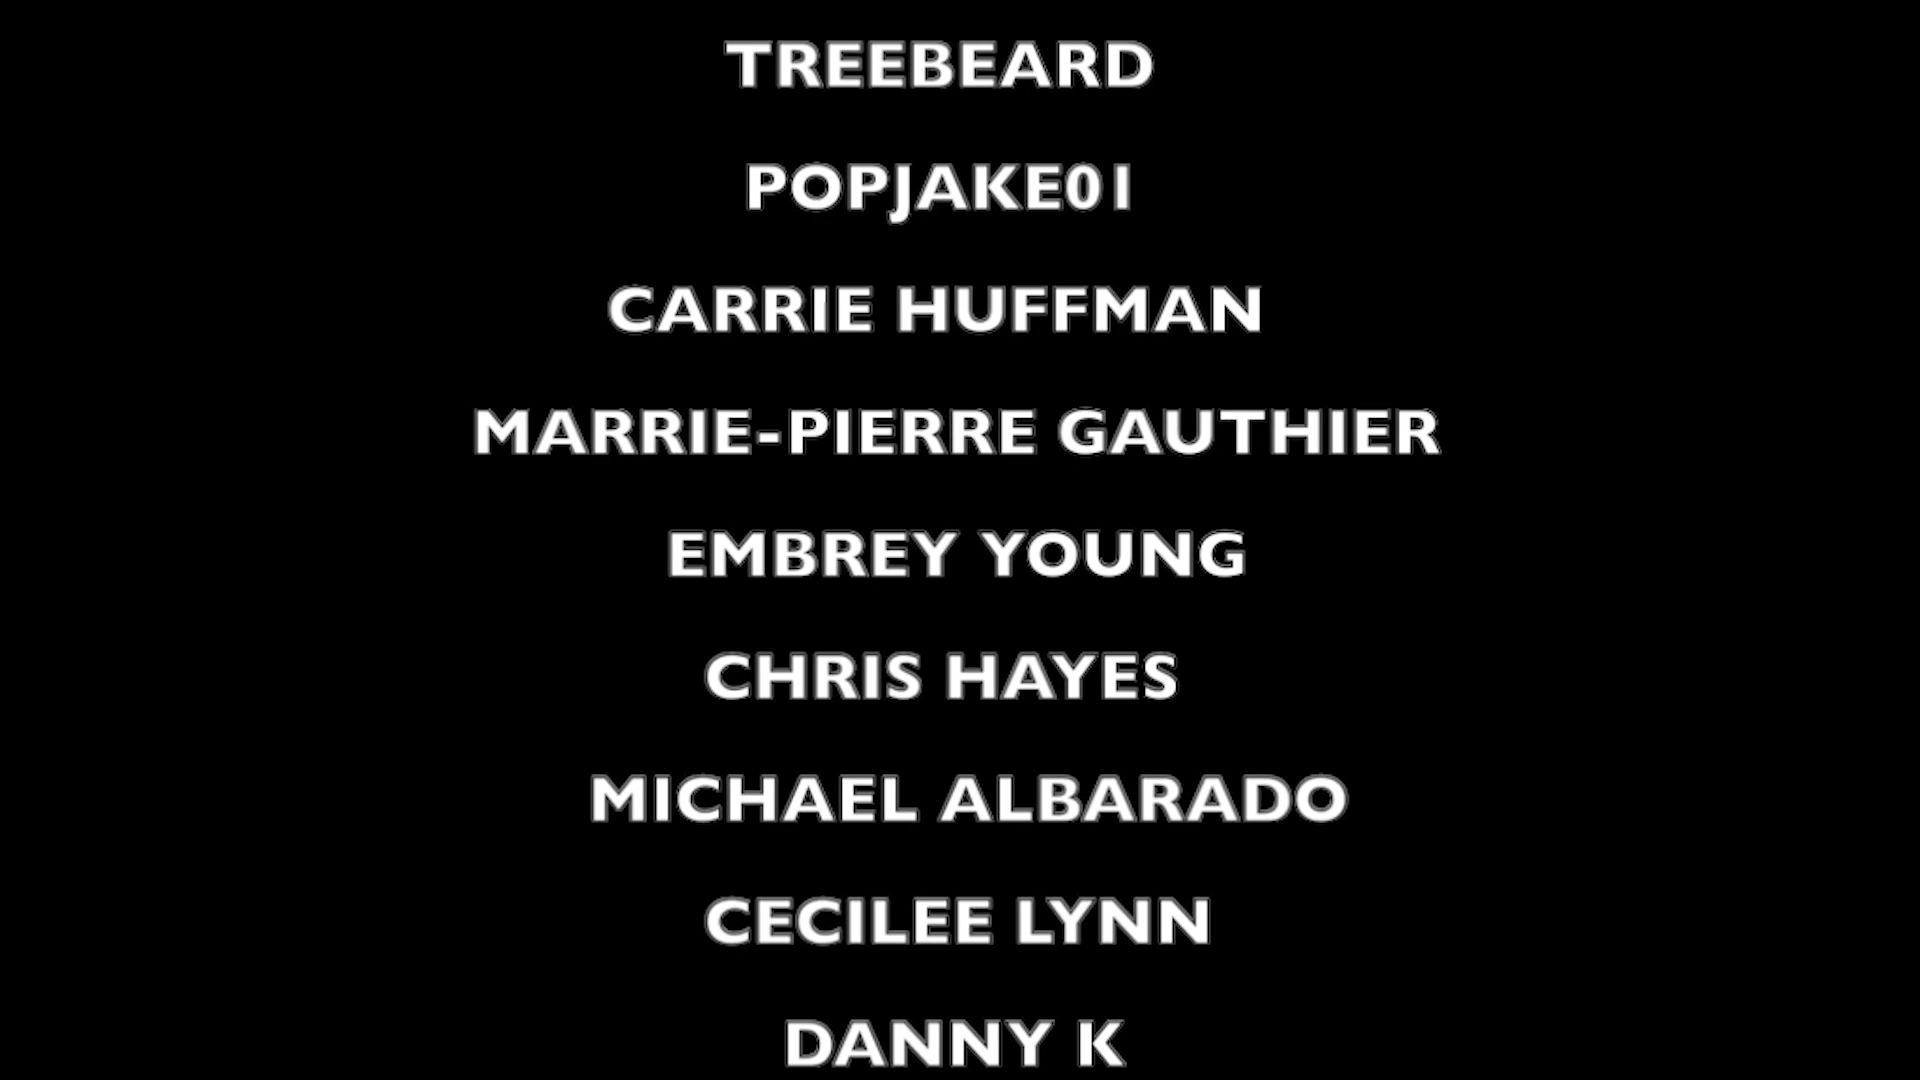 TREEBEARD
POPJAKE01
CARRIE HUFFMAN
MARRIE-PIERRE GAUTHIER
EMBREY YOUNG
CHRIS HAYES
MICHAEL ALBARADO
CECILEE LYNN
DANNY K